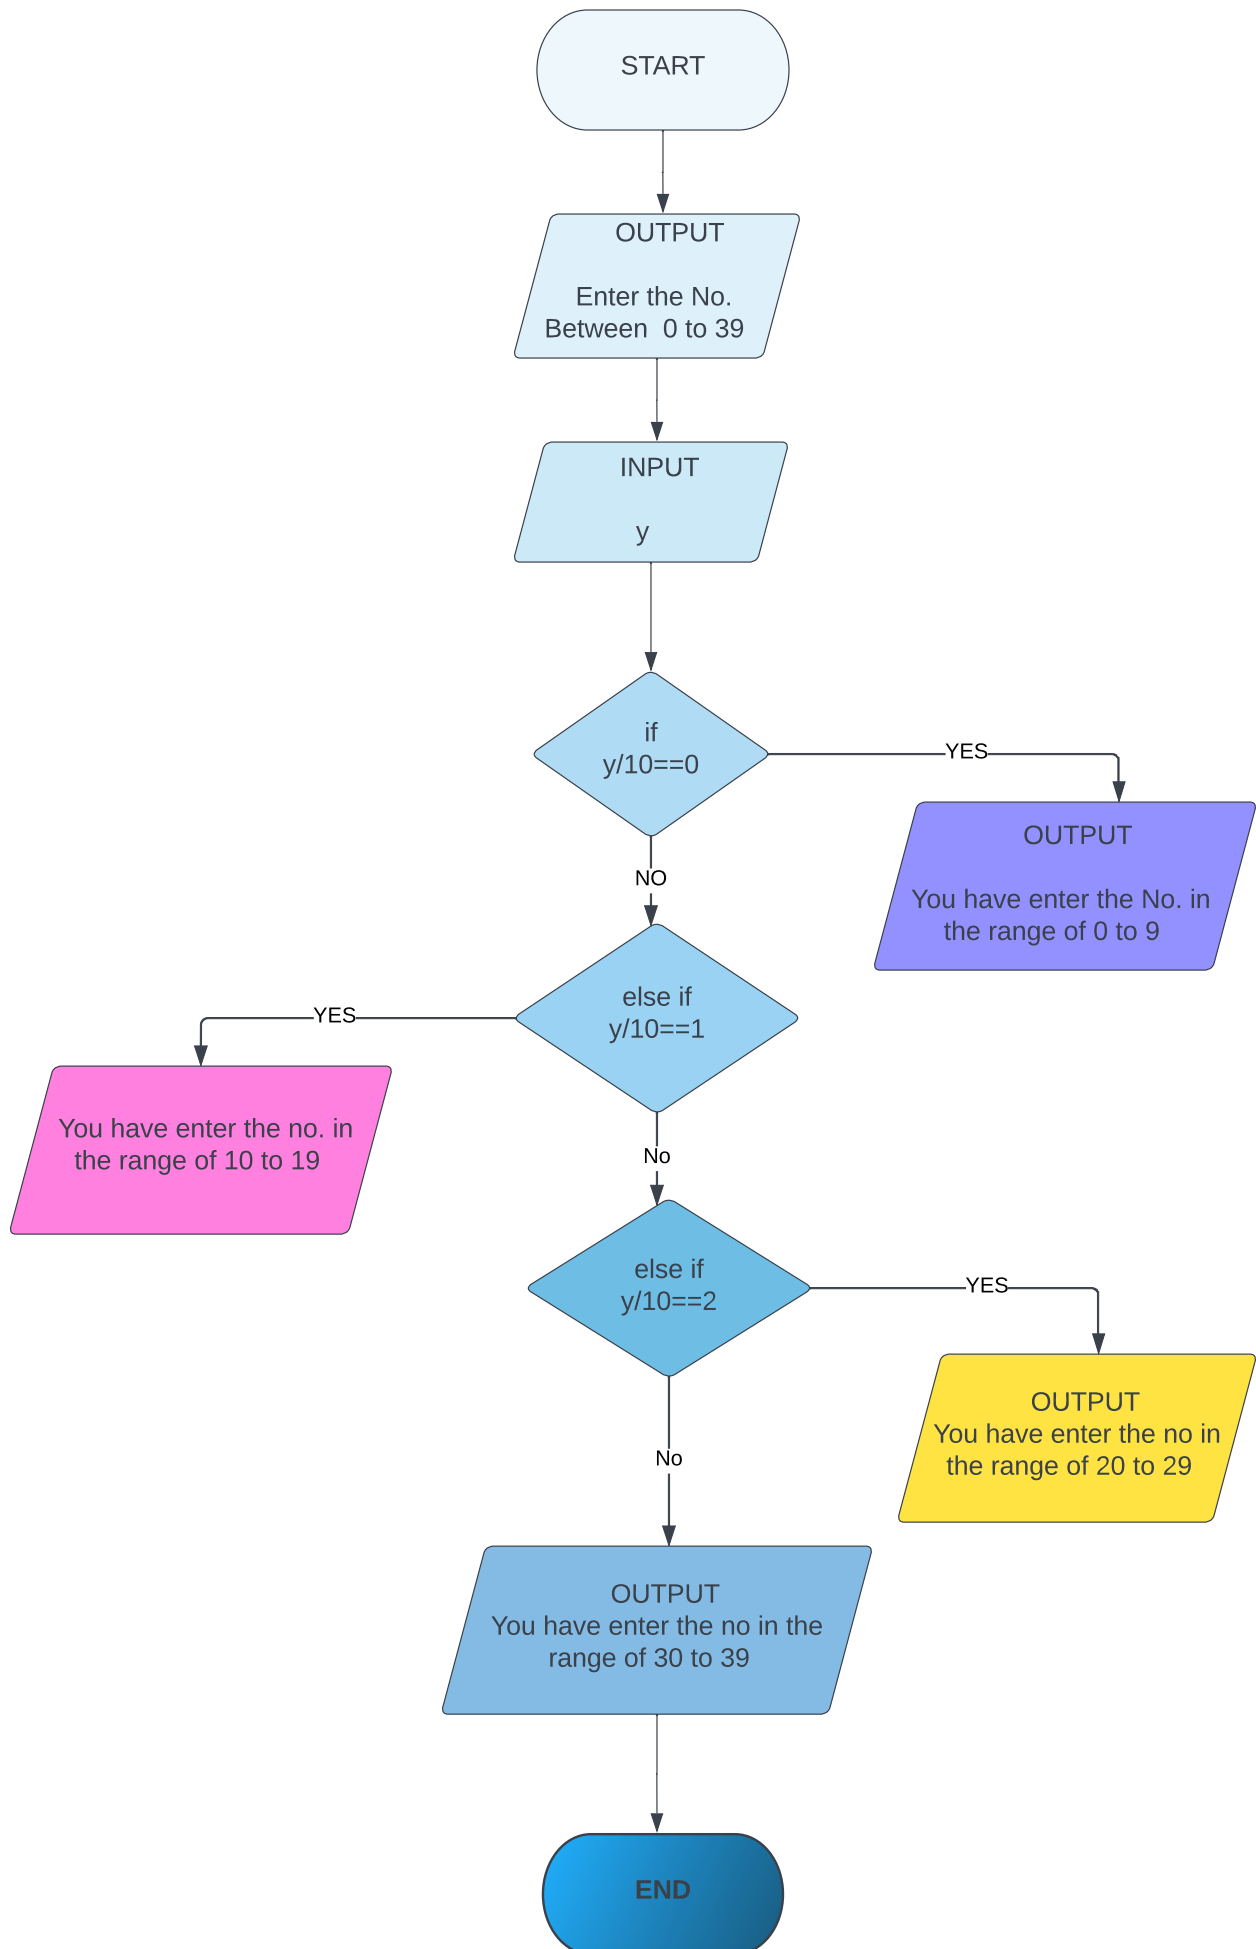 START
OUTPUT
Enter the No.
Between  0 to 39
INPUT
y
if
y/10==0
YES
OUTPUT
You have enter the No. in
the range of 0 to 9
NO
else if
y/10==1
YES
You have enter the no. in
the range of 10 to 19
No
else if
y/10==2
YES
OUTPUT
You have enter the no in
the range of 20 to 29
No
OUTPUT
You have enter the no in the
range of 30 to 39
END